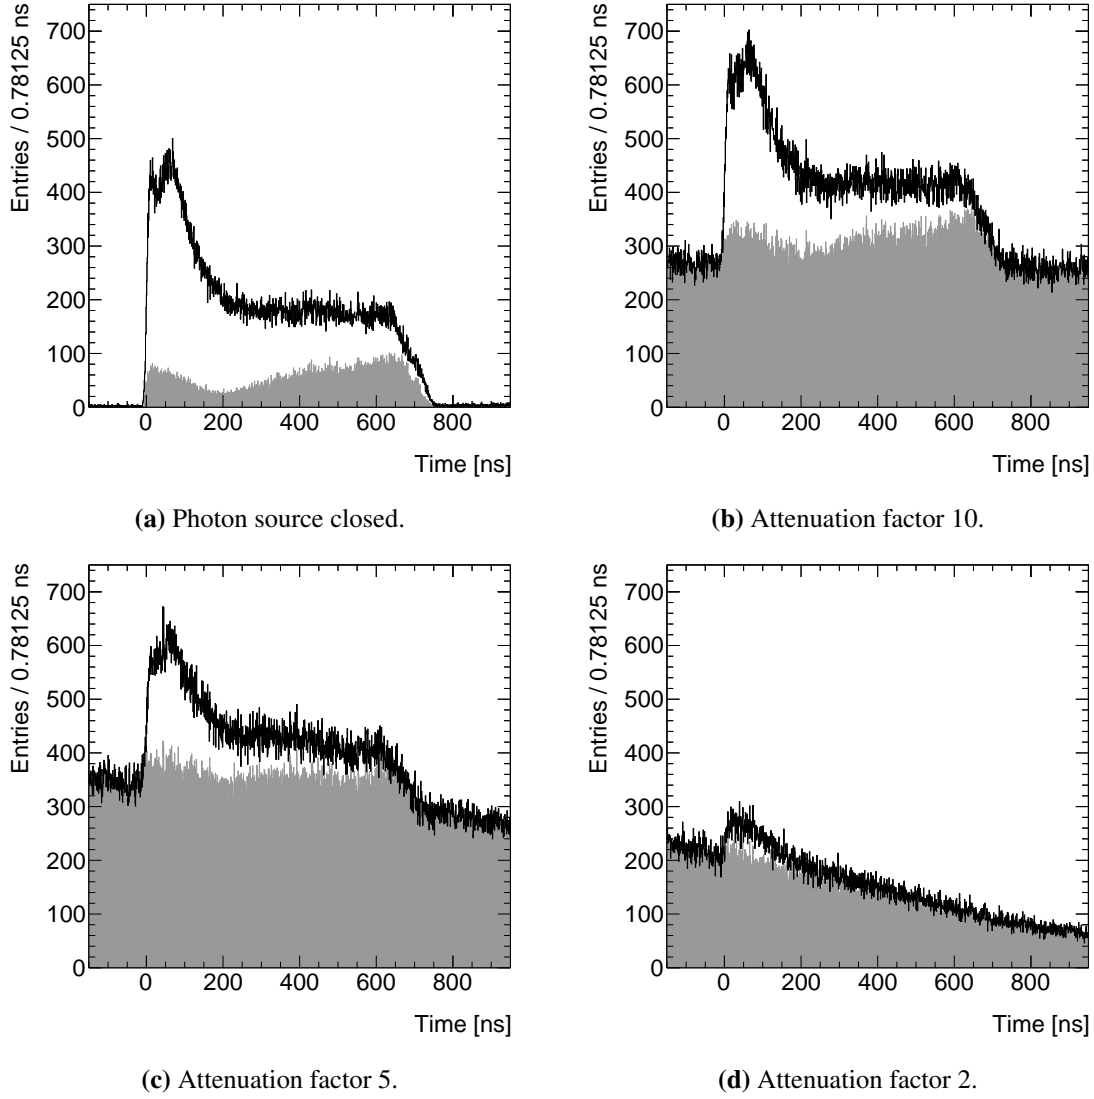 Entries / 0.78125 ns
700
600
500
400
300
200
100
0
0 200 400 600 800
Time [ns]
(a) Photon source closed.
Entries / 0.78125 ns
700
600
500
400
300
200
100
0
0 200 400 600 800
Time [ns]
(b) Attenuation factor 10.
Entries / 0.78125 ns
700
600
500
400
300
200
100
0
0 200 400 600 800
Time [ns]
(c) Attenuation factor 5.
Entries / 0.78125 ns
700
600
500
400
300
200
100
0
0 200 400 600 800
Time [ns]
(d) Attenuation factor 2.